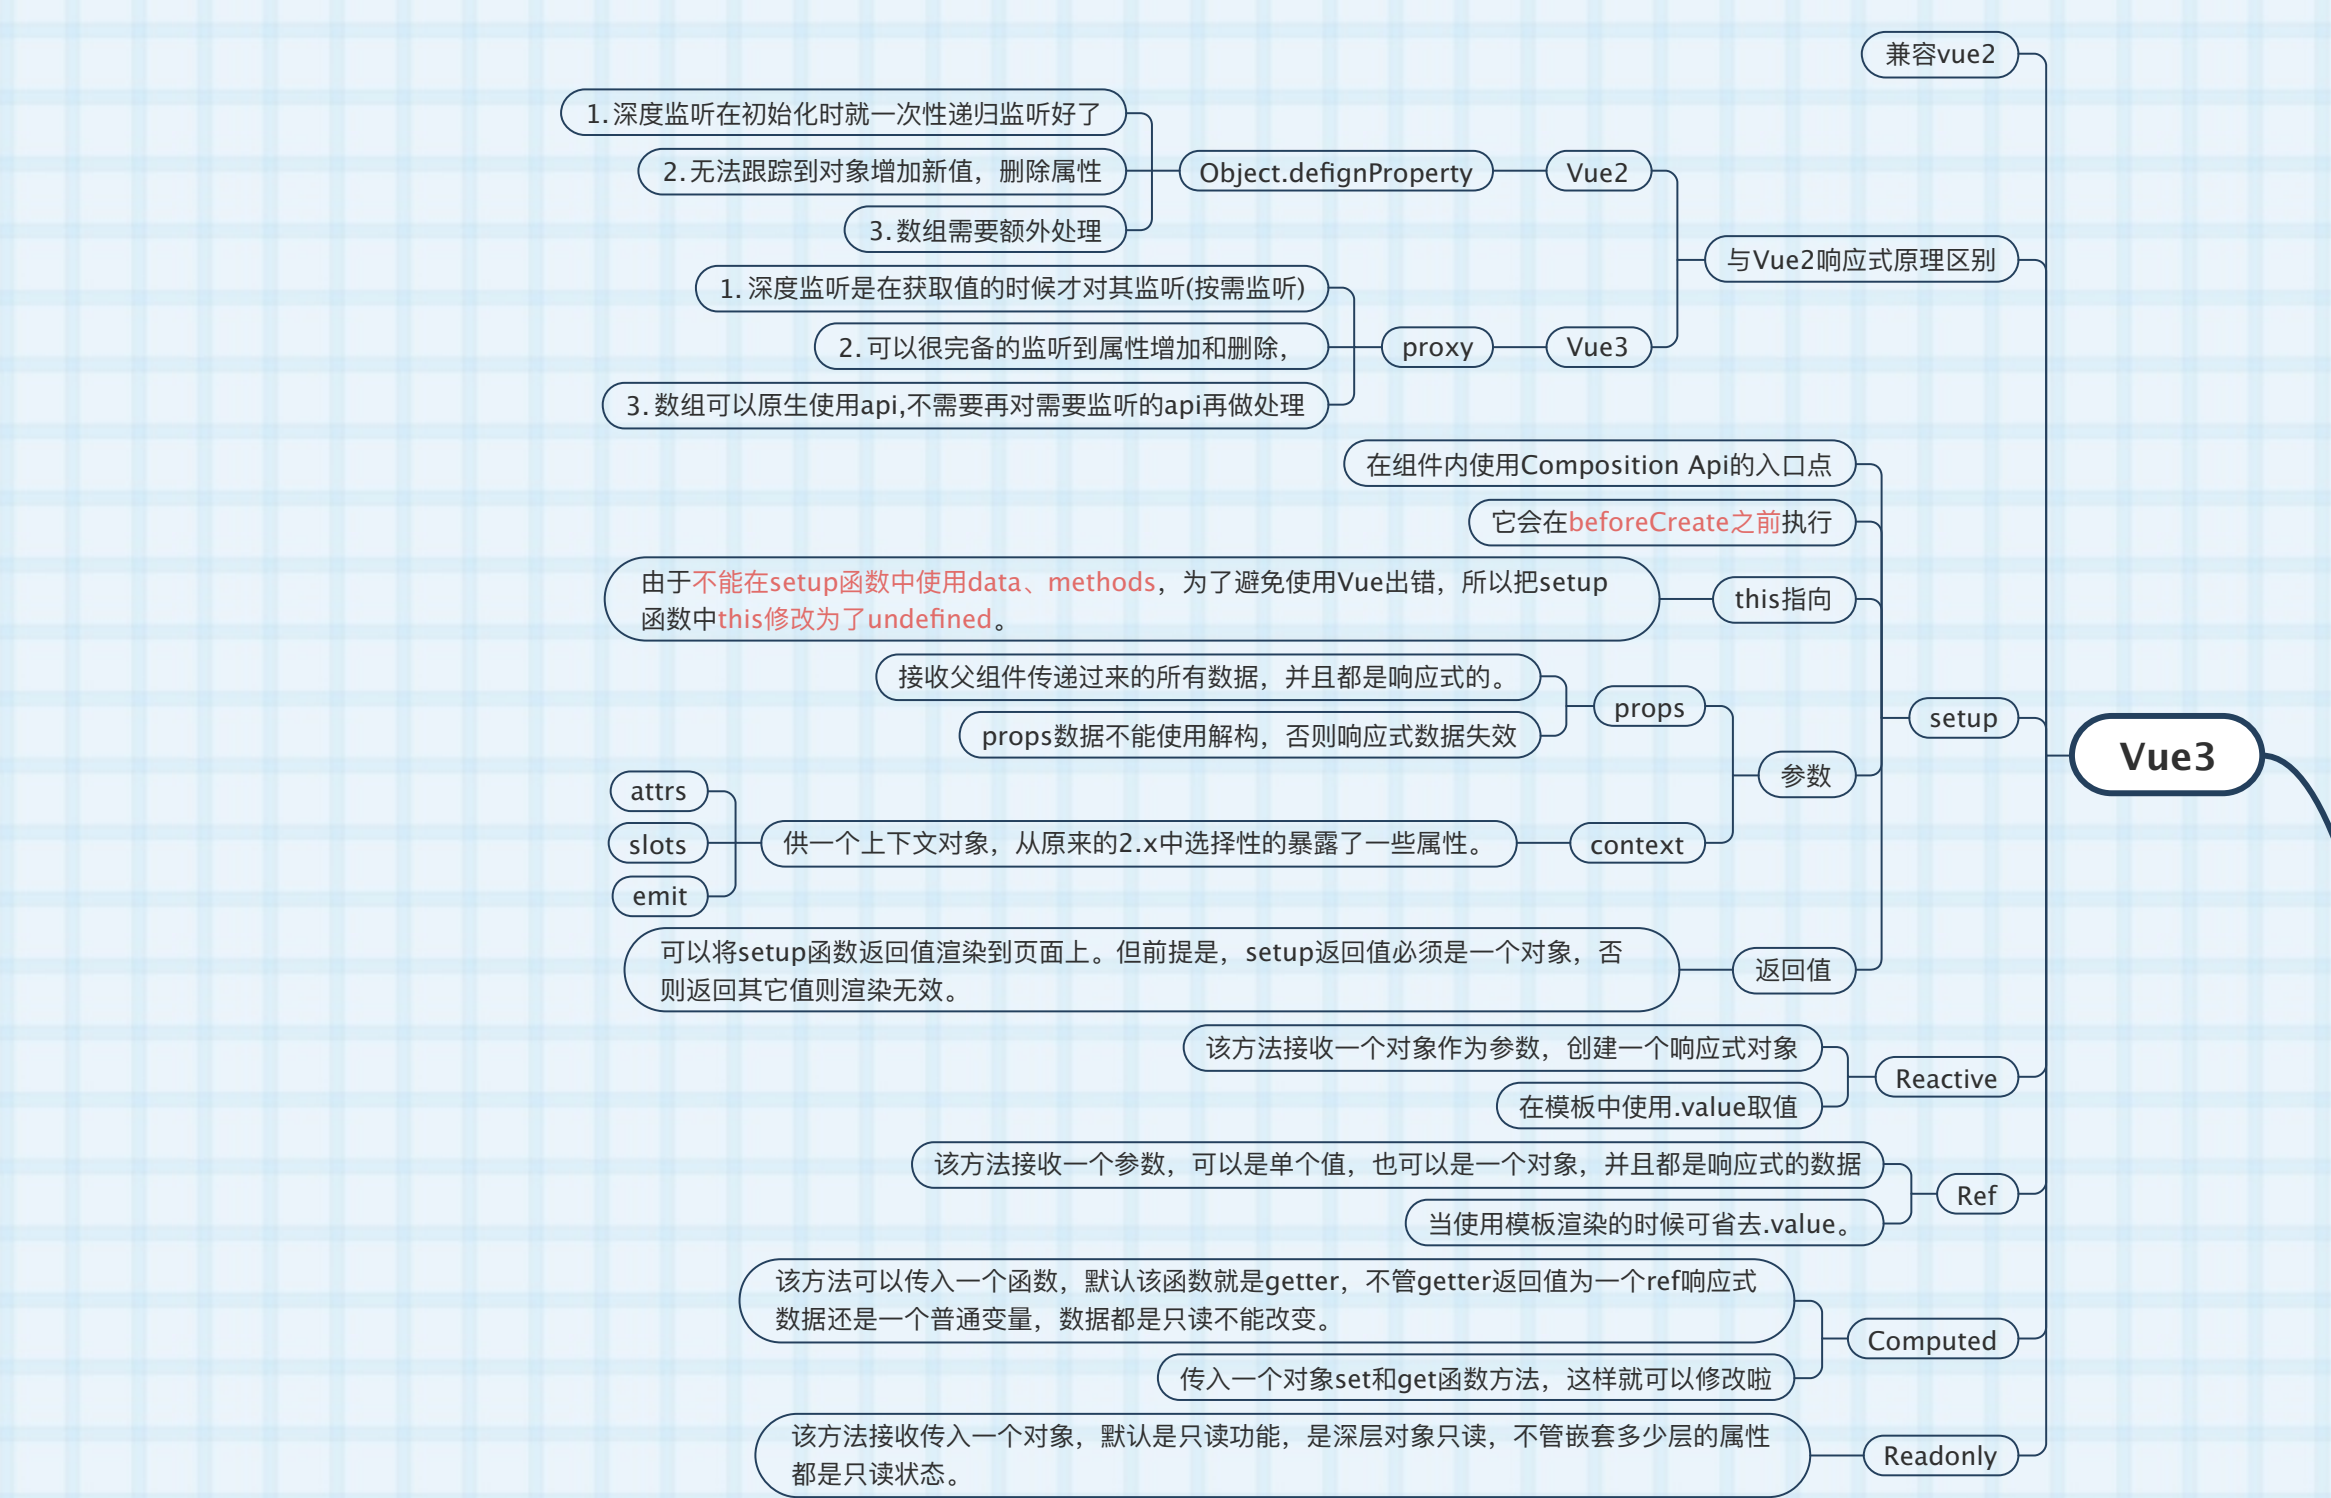 Vue3
兼容vue2
与Vue2响应式原理区别
Vue2
Object.defignProperty
1.深度监听在初始化时就一次性递归监听好了
2.无法跟踪到对象增加新值，删除属性
3.数组需要额外处理
Vue3
proxy
1. 深度监听是在获取值的时候才对其监听(按需监听)
2. 可以很完备的监听到属性增加和删除，
3. 数组可以原生使用api,不需要再对需要监听的api再做处理
setup
在组件内使用Composition Api的入口点
它会在beforeCreate之前执行
this指向
由于不能在setup函数中使用data、methods，为了避免使用Vue出错，所以把setup
函数中this修改为了undefined。
参数
props
接收父组件传递过来的所有数据，并且都是响应式的。
props数据不能使用解构，否则响应式数据失效
context
供一个上下文对象，从原来的2.x中选择性的暴露了一些属性。
attrs
slots
emit
返回值
可以将setup函数返回值渲染到页面上。但前提是，setup返回值必须是一个对象，否
则返回其它值则渲染无效。
Reactive
该方法接收一个对象作为参数，创建一个响应式对象
在模板中使用.value取值
Ref
该方法接收一个参数，可以是单个值，也可以是一个对象，并且都是响应式的数据
当使用模板渲染的时候可省去.value。
Computed
该方法可以传入一个函数，默认该函数就是getter，不管getter返回值为一个ref响应式
数据还是一个普通变量，数据都是只读不能改变。
传入一个对象set和get函数方法，这样就可以修改啦
Readonly
该方法接收传入一个对象，默认是只读功能，是深层对象只读，不管嵌套多少层的属性
都是只读状态。